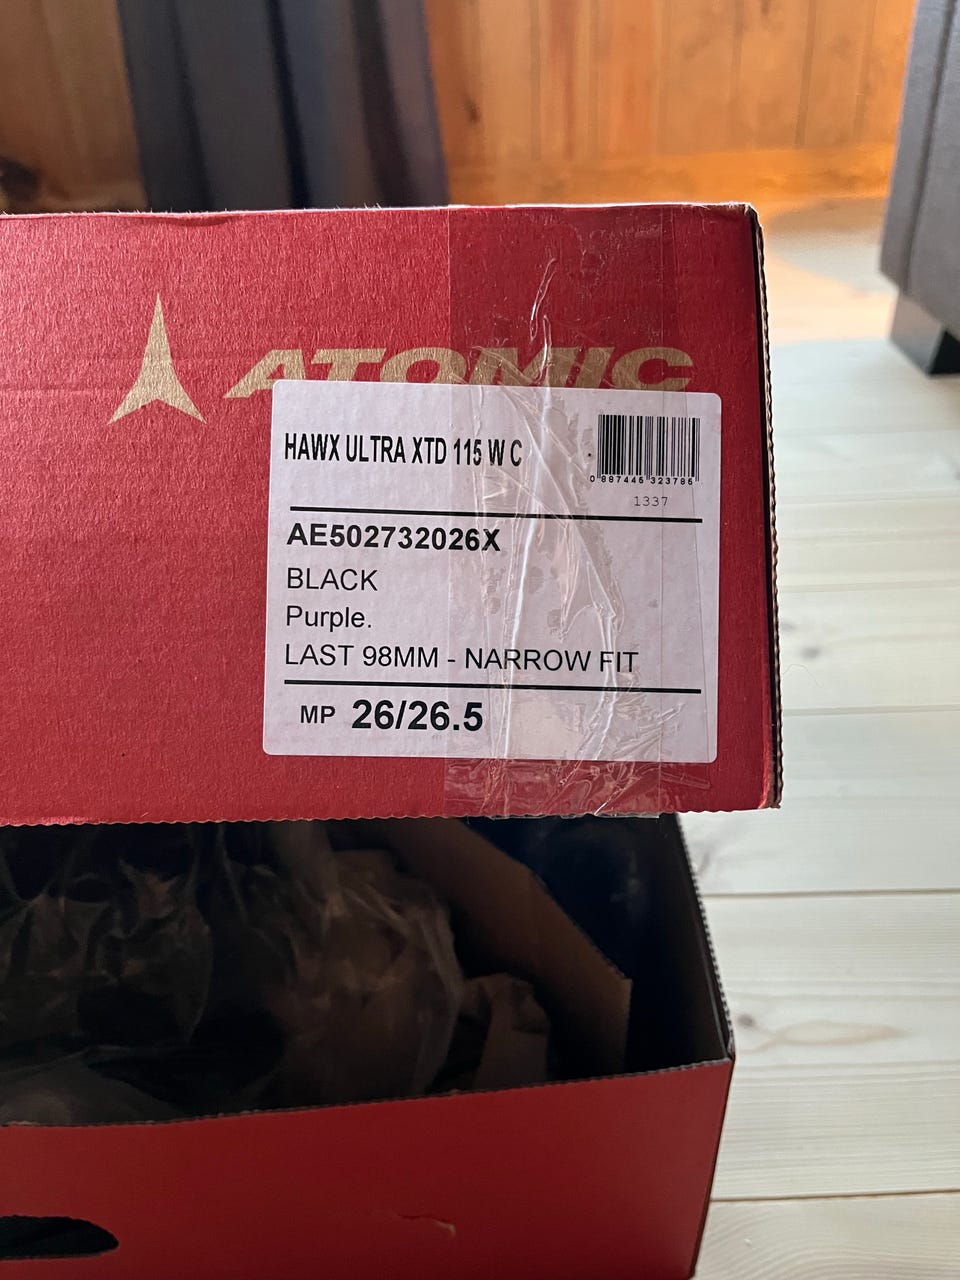 ATOMIC
HAWX ULTRA XTD 115 W C
0 887445 323785
1337
AE502732026X
BLACK
Purple.
LAST 98MM - NARROW FIT
MP 26/26.5